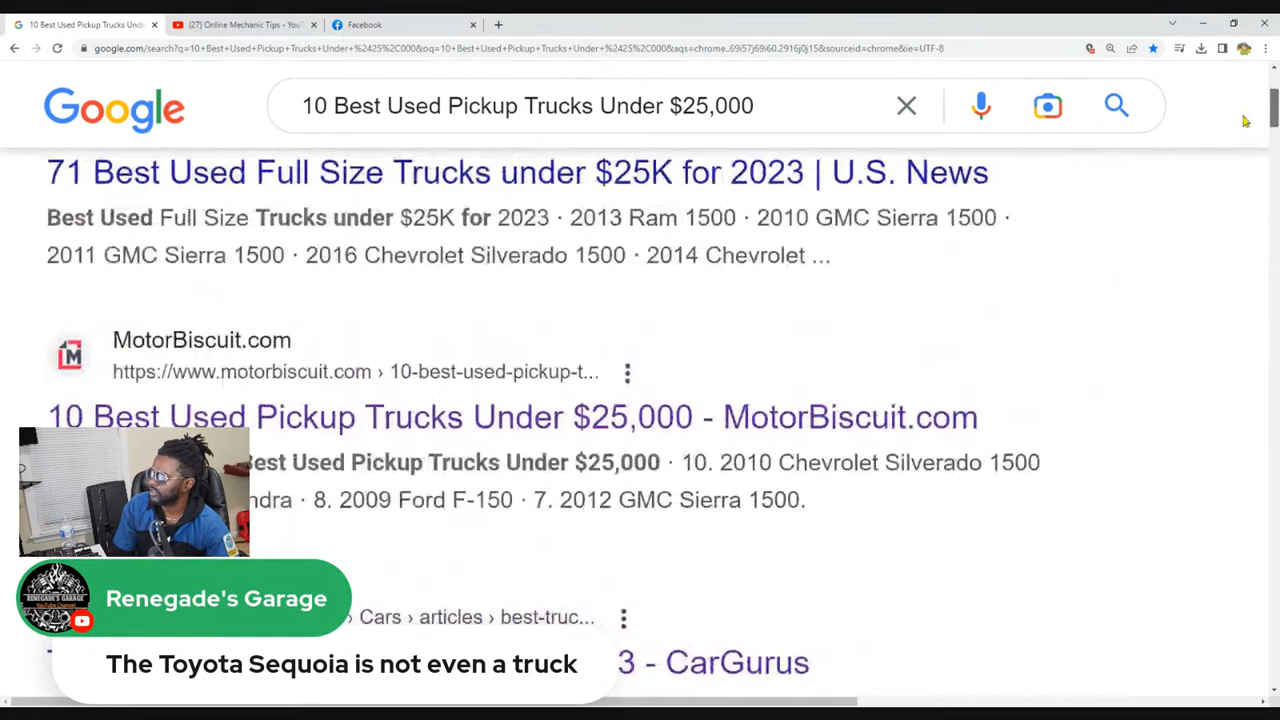 10 Best Used Pickup Trucks Unde
(27) Online Mechanic Tips - YouT
Facebook
google.com/search?q=10+Best+Used+Pickup+Trucks+Under+%2425%2C000&oq=10+Best+Used+Pickup+Trucks+Under+%2425%2C000&aqs=chrome..69i57j69i60.2916j0j15&sourceid=chrome&ie=UTF-8
Google
10 Best Used Pickup Trucks Under $25,000
71 Best Used Full Size Trucks under $25K for 2023 | U.S. News
Best Used Full Size Trucks under $25K for 2023 · 2013 Ram 1500 · 2010 GMC Sierra 1500 ·
2011 GMC Sierra 1500 · 2016 Chevrolet Silverado 1500 · 2014 Chevrolet ...
MotorBiscuit.com
https://www.motorbiscuit.com › 10-best-used-pickup-t...
10 Best Used Pickup Trucks Under $25,000 - MotorBiscuit.com
Best Used Pickup Trucks Under $25,000 · 10. 2010 Chevrolet Silverado 1500
ndra · 8. 2009 Ford F-150 · 7. 2012 GMC Sierra 1500.
RENEGADE'S GARAGE
YouTube Channel
Renegade's Garage
› Cars › articles › best-truc...
The Toyota Sequoia is not even a truck
3 - CarGurus